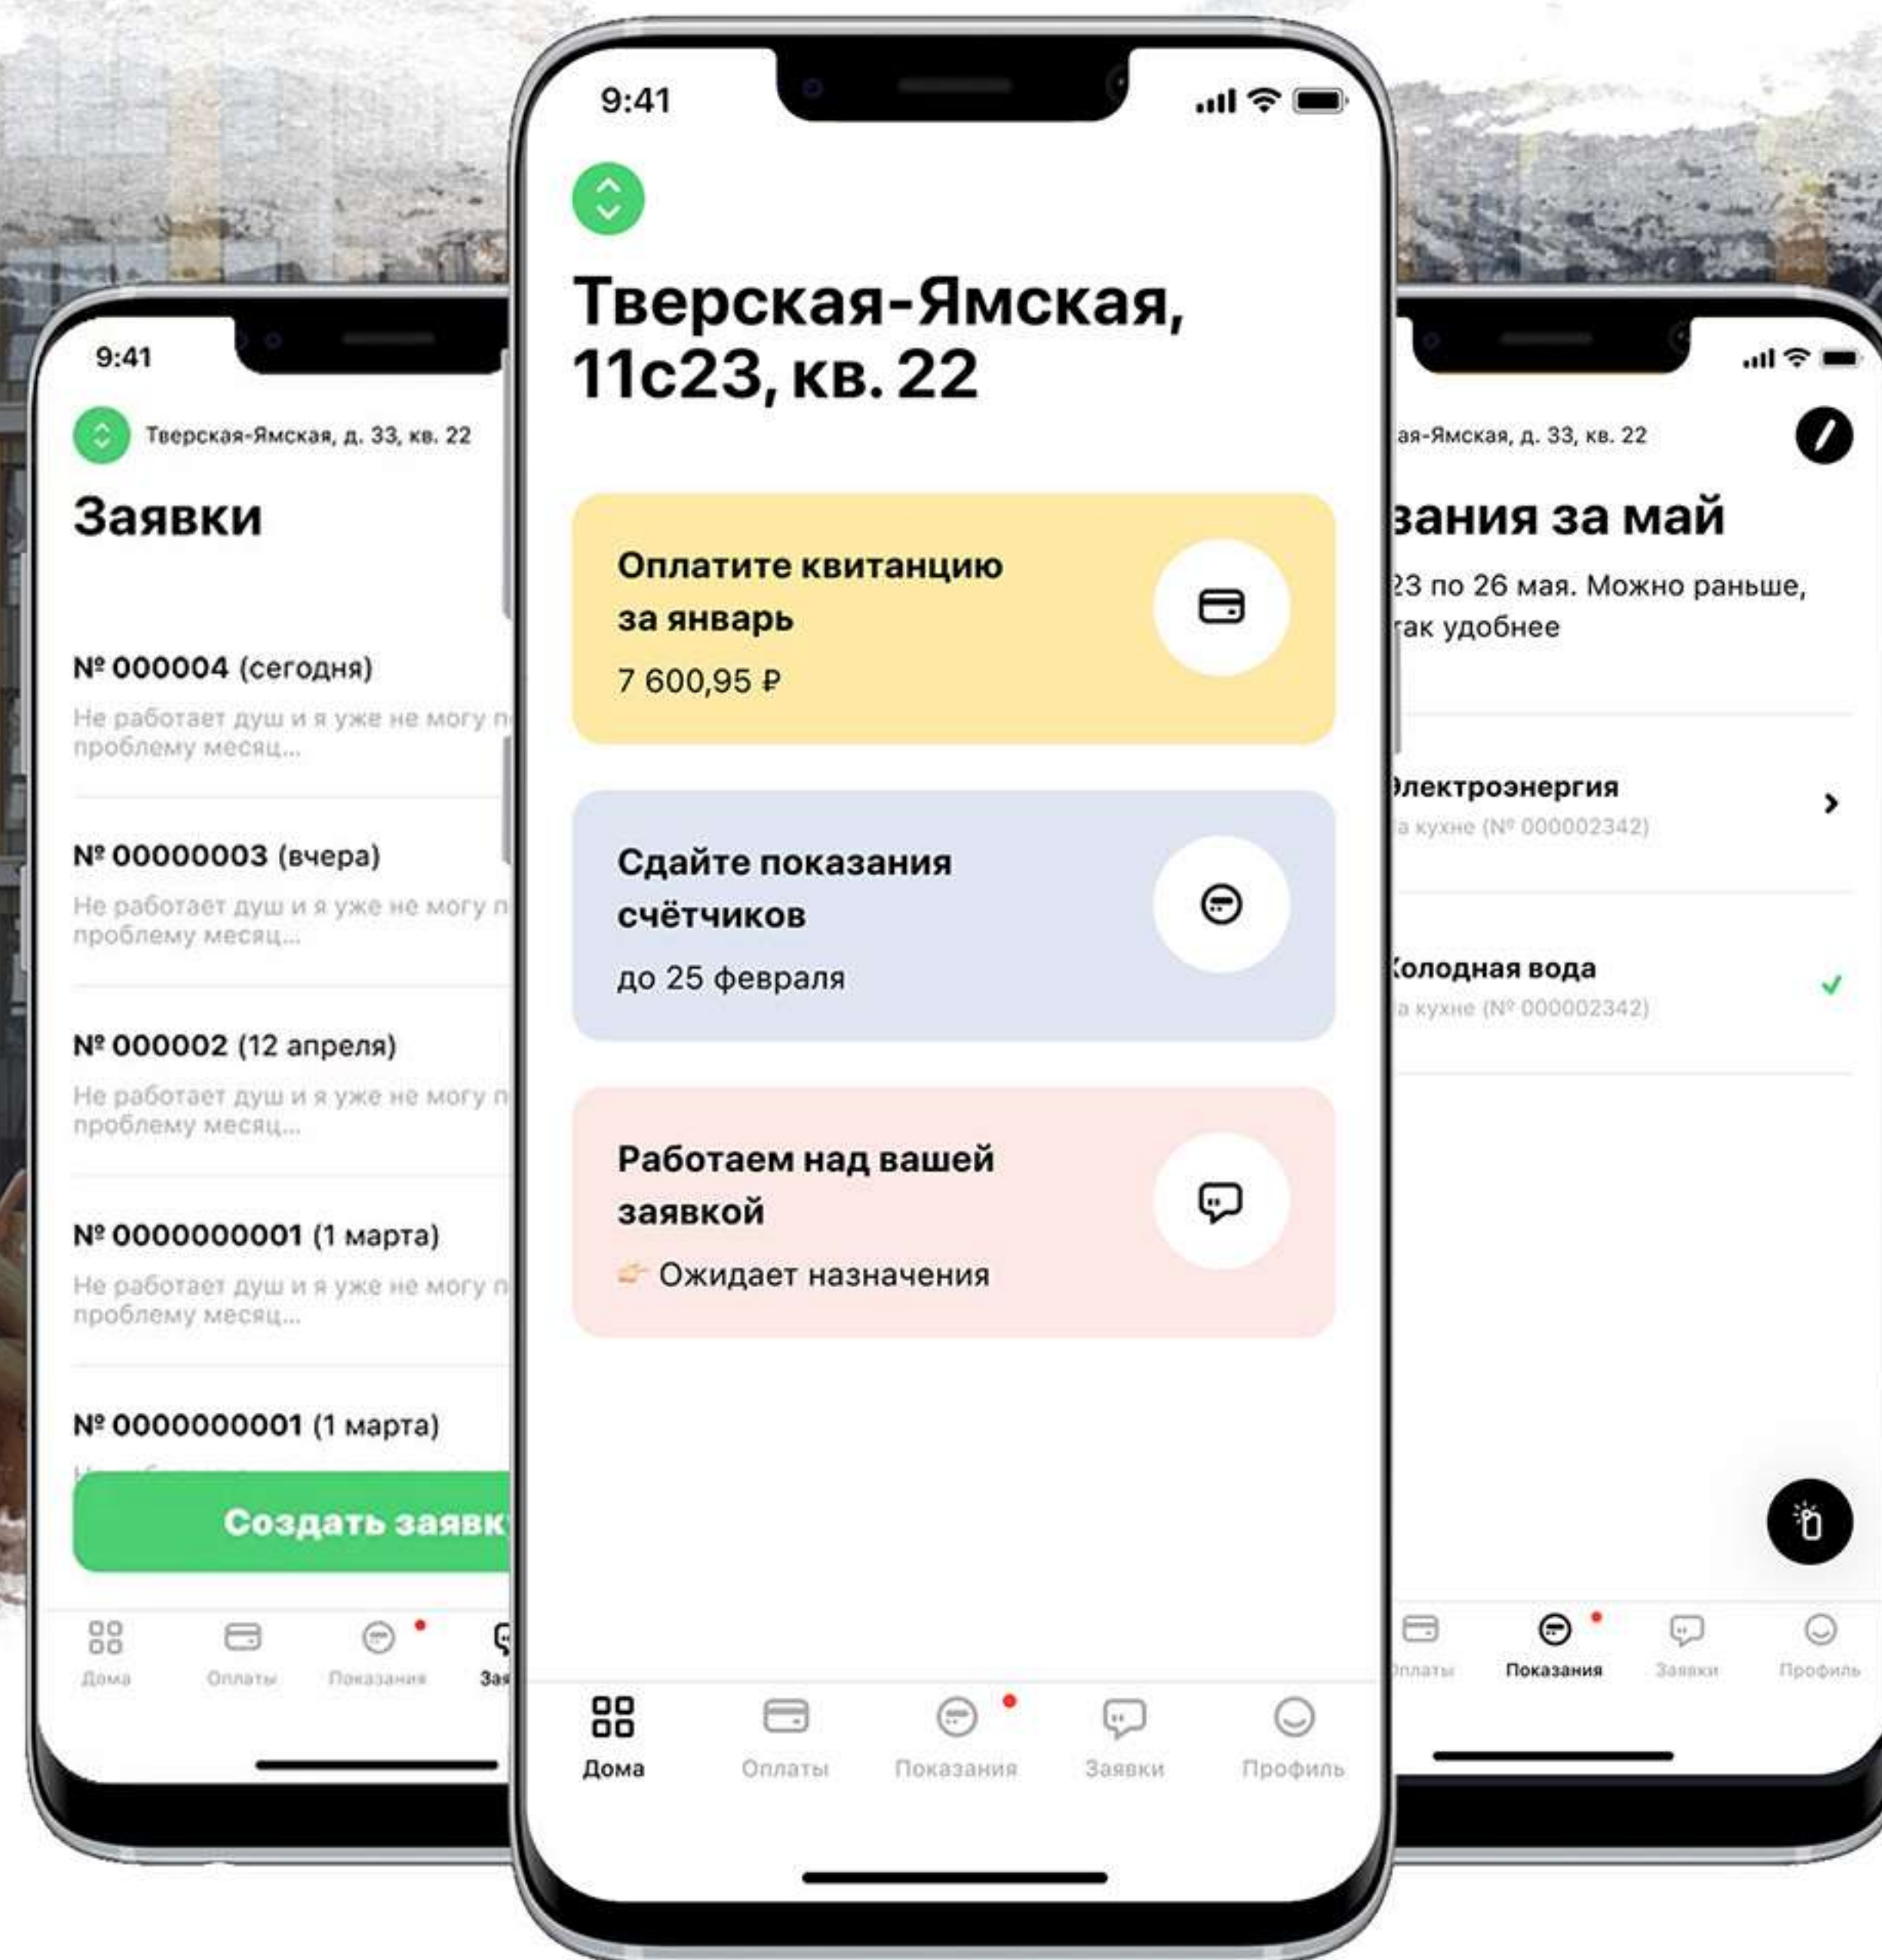 9:41
Тверская-Ямская, д. 33, кв. 22
Заявки
№ 000004 (сегодня)
Не работает душ и я уже не могу
проблему месяц...
№ 00000003 (вчера)
Не работает душ и я уже не могу
проблему месяц...
№ 000002 (12 апреля)
Не работает душ и я уже не могу
проблему месяц...
№ 0000000001 (1 марта)
Не работает душ и я уже не могу
проблему месяц...
№ 0000000001 (1 марта)
Создать заявк
Дома
Оплаты
Показания
Зая
9:41
Тверская-Ямская,
11с23, кв. 22
Оплатите квитанцию
за январь
7 600,95 ₽
Сдайте показания
счётчиков
до 25 февраля
Работаем над вашей
заявкой
👉 Ожидает назначения
Дома
Оплаты
Показания
Заявки
Профиль
ая-Ямская, д. 33, кв. 22
зания за май
23 по 26 мая. Можно раньше,
так удобнее
Электроэнергия
а кухне (№ 000002342)
Холодная вода
а кухне (№ 000002342)
Оплаты
Показания
Заявки
Профиль